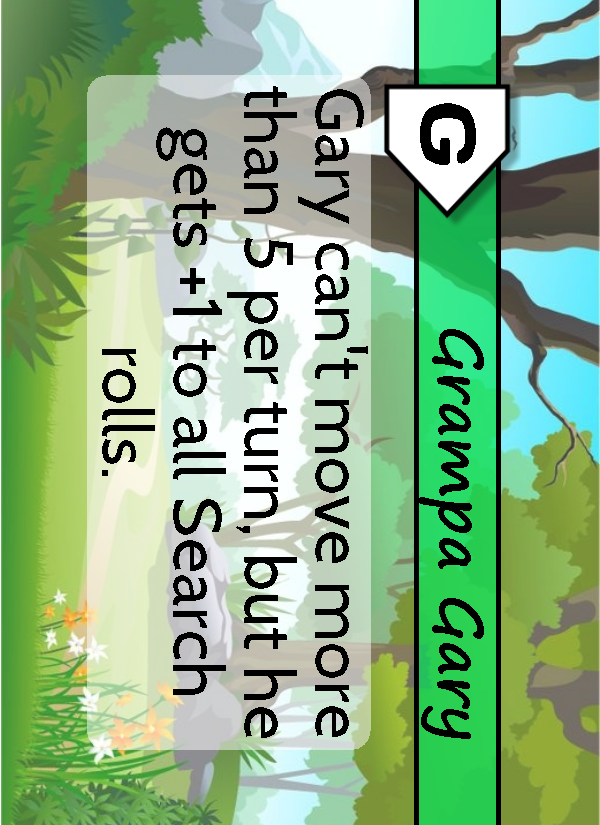 G
Grampa Gary
Gary can't move more
than 5 per turn, but he
gets +1 to all Search
rolls.